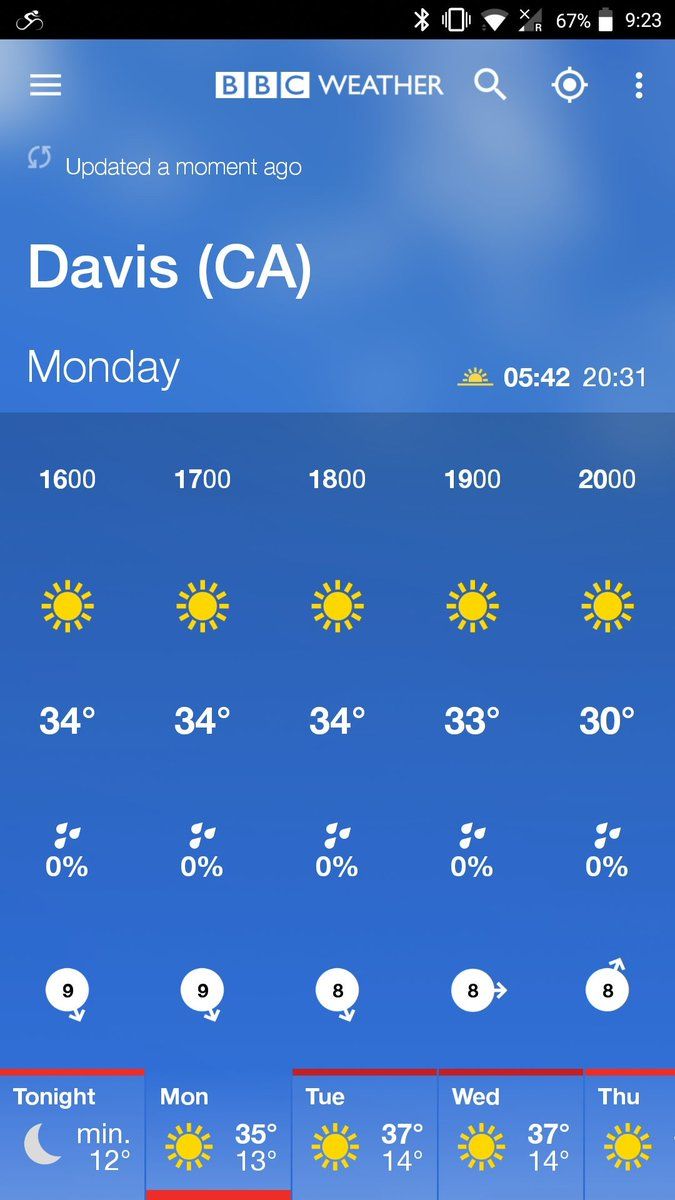 R 67% 9:23
BBC WEATHER
Updated a moment ago
Davis (CA)
Monday 05:42 20:31
1600 1700 1800 1900 2000
34° 34° 34° 33° 30°
0% 0% 0% 0% 0%
9 9 8 8 8
Tonight Mon Tue Wed Thu
min. 35° 37° 37°
12° 13° 14° 14°